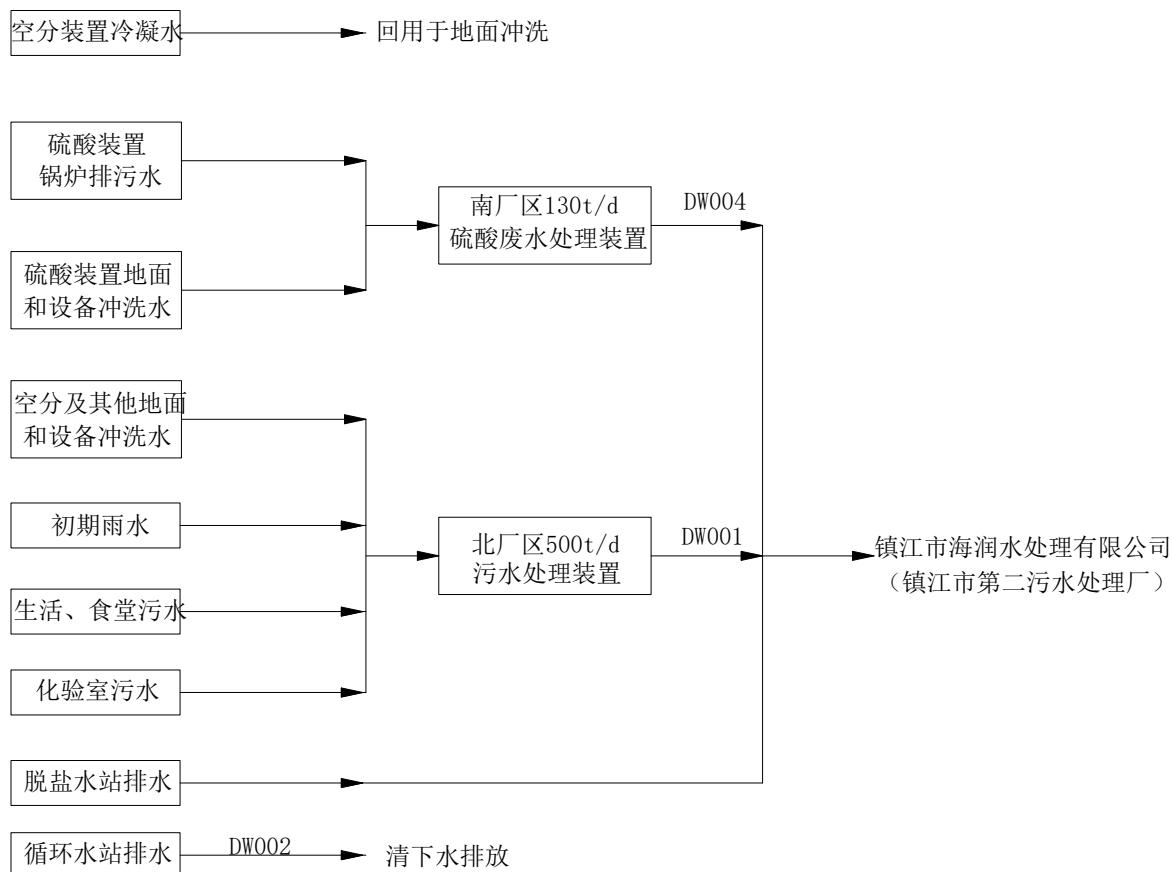 空分装置冷凝水
回用于地面冲洗
硫酸装置
锅炉排污水
硫酸装置地面
和设备冲洗水
南厂区130t/d
硫酸废水处理装置
DW004
空分及其他地面
和设备冲洗水
初期雨水
生活、食堂污水
化验室污水
北厂区500t/d
污水处理装置
DW001
镇江市海润水处理有限公司
（镇江市第二污水处理厂）
脱盐水站排水
循环水站排水
DW002
清下水排放